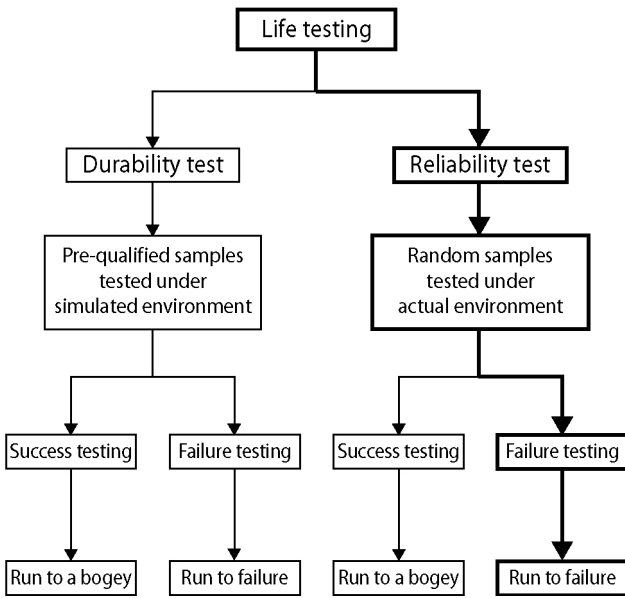 Life testing
Durability test
Reliability test
Pre-qualified samples
tested under
simulated environment
Random samples
tested under
actual environment
Success testing
Failure testing
Success testing
Failure testing
Run to a bogey
Run to failure
Run to a bogey
Run to failure